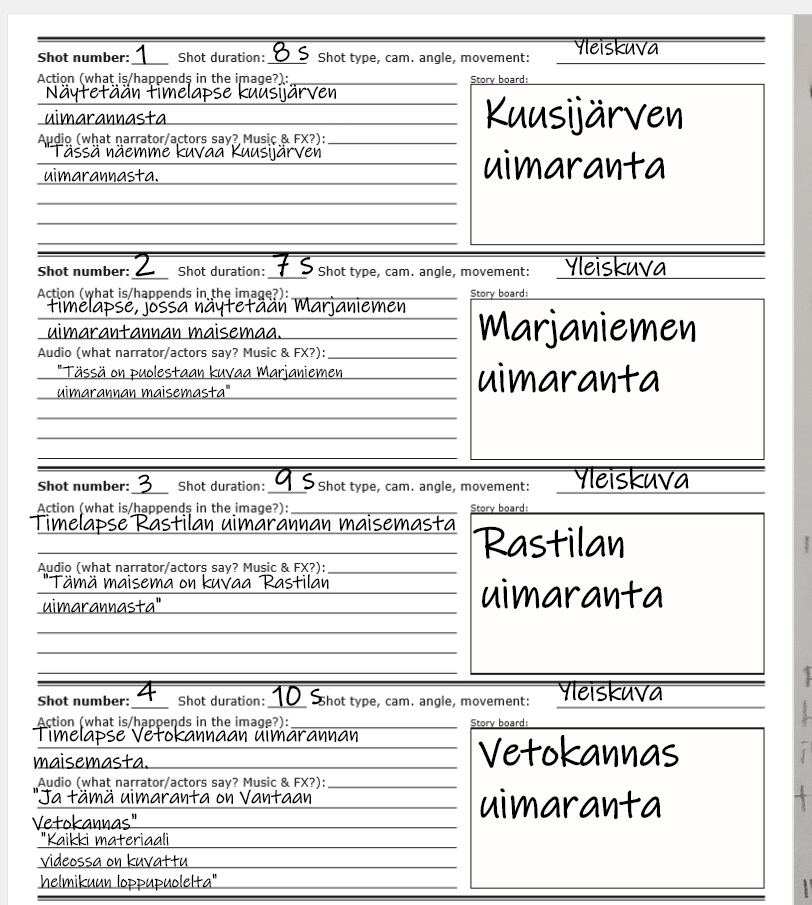 Shot number: 1 Shot duration: 8 s Shot type, cam. angle, movement: Yleiskuva
Action (what is/happends in the image?):
Story board:
Näytetään timelapse kuusijärven
uimarannasta
Audio (what narrator/actors say? Music & FX?):
"Tässä näemme kuvaa Kuusijärven
uimarannasta.
Kuusijärven
uimaranta
Shot number: 2 Shot duration: 7 s Shot type, cam. angle, movement: Yleiskuva
Action (what is/happends in the image?):
Story board:
timelapse, jossa näytetään Marjaniemen
uimarantannan maisemaa.
Audio (what narrator/actors say? Music & FX?):
"Tässä on puolestaan kuvaa Marjaniemen
uimarannan maisemasta"
Marjaniemen
uimaranta
Shot number: 3 Shot duration: 9 s Shot type, cam. angle, movement: Yleiskuva
Action (what is/happends in the image?):
Story board:
Timelapse Rastilan uimarannan maisemasta
Audio (what narrator/actors say? Music & FX?):
"Tämä maisema on kuvaa Rastilan
uimarannasta"
Rastilan
uimaranta
Shot number: 4 Shot duration: 10 s Shot type, cam. angle, movement: Yleiskuva
Action (what is/happends in the image?):
Story board:
Timelapse Vetokannaan uimarannan
maisemasta.
Audio (what narrator/actors say? Music & FX?):
"Ja tämä uimaranta on Vantaan
Vetokannas"
"Kaikki materiaali
videossa on kuvattu
helmikuun loppupuolelta"
Vetokannas
uimaranta